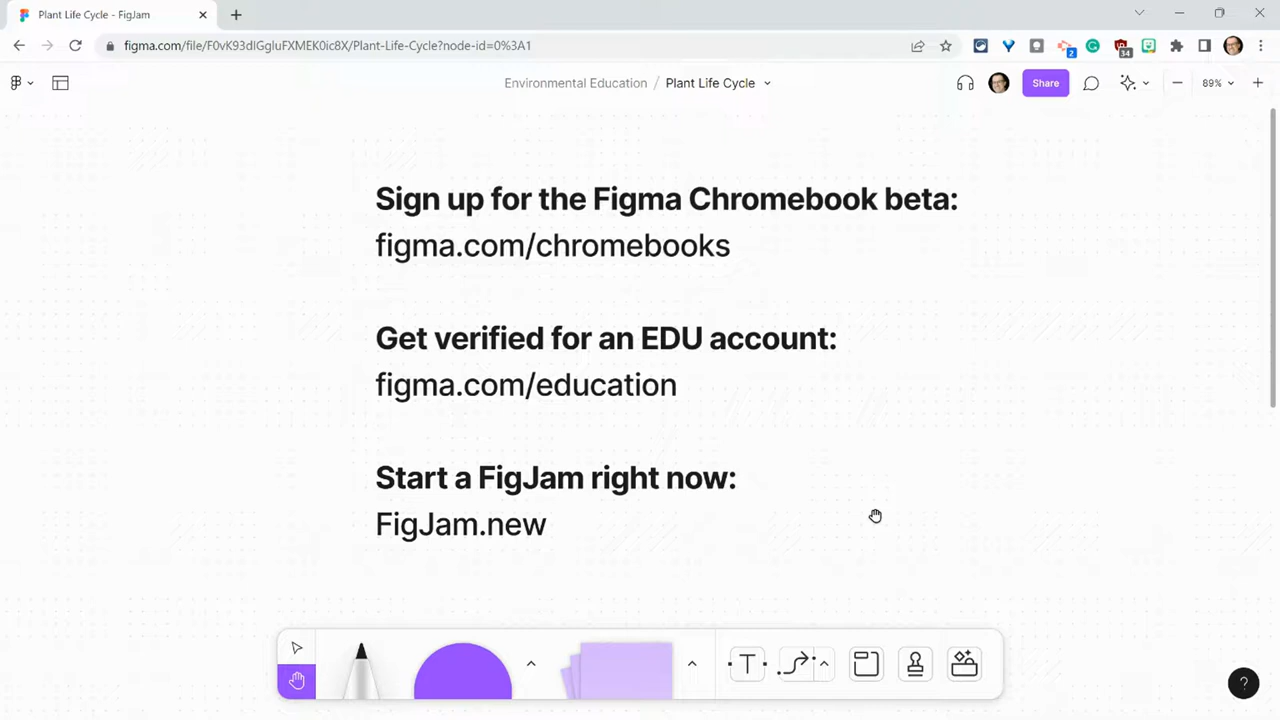 Plant Life Cycle - FigJam
figma.com/file/F0vK93dIGgluFXMEK0ic8X/Plant-Life-Cycle?node-id=0%3A1
2
34
Environmental Education / Plant Life Cycle
Share
89%
Sign up for the Figma Chromebook beta:
figma.com/chromebooks
Get verified for an EDU account:
figma.com/education
Start a FigJam right now:
FigJam.new
T
?